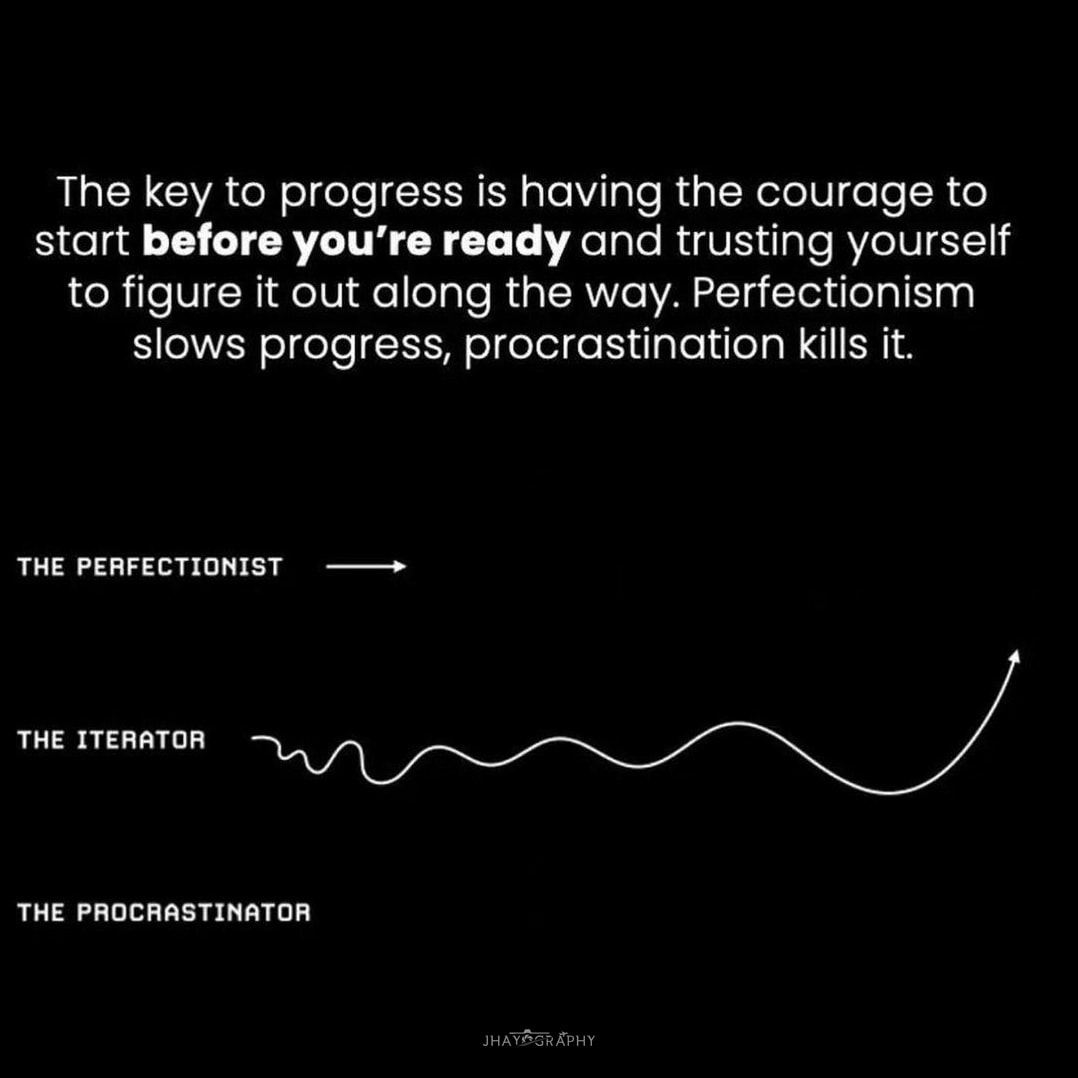 The key to progress is having the courage to
start before you're ready and trusting yourself
to figure it out along the way. Perfectionism
slows progress, procrastination kills it.
THE PERFECTIONIST
THE ITERATOR
THE PROCRASTINATOR
JHAYOGRAPHY